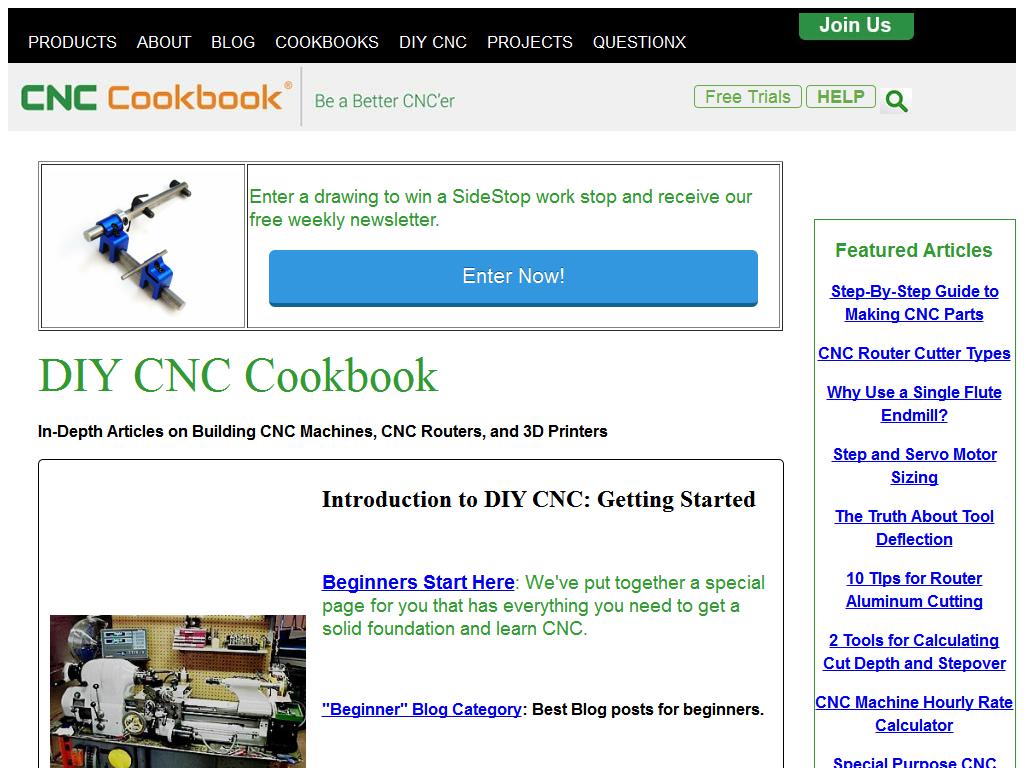 PRODUCTS ABOUT BLOG COOKBOOKS DIY CNC PROJECTS QUESTIONX
Join Us
CNC Cookbook®
Be a Better CNC'er
Free Trials HELP
Enter a drawing to win a SideStop work stop and receive our
free weekly newsletter.
Enter Now!
DIY CNC Cookbook
In-Depth Articles on Building CNC Machines, CNC Routers, and 3D Printers
Introduction to DIY CNC: Getting Started
Beginners Start Here: We've put together a special
page for you that has everything you need to get a
solid foundation and learn CNC.
"Beginner" Blog Category: Best Blog posts for beginners.
Featured Articles
Step-By-Step Guide to
Making CNC Parts
CNC Router Cutter Types
Why Use a Single Flute
Endmill?
Step and Servo Motor
Sizing
The Truth About Tool
Deflection
10 TIps for Router
Aluminum Cutting
2 Tools for Calculating
Cut Depth and Stepover
CNC Machine Hourly Rate
Calculator
Special Purpose CNC